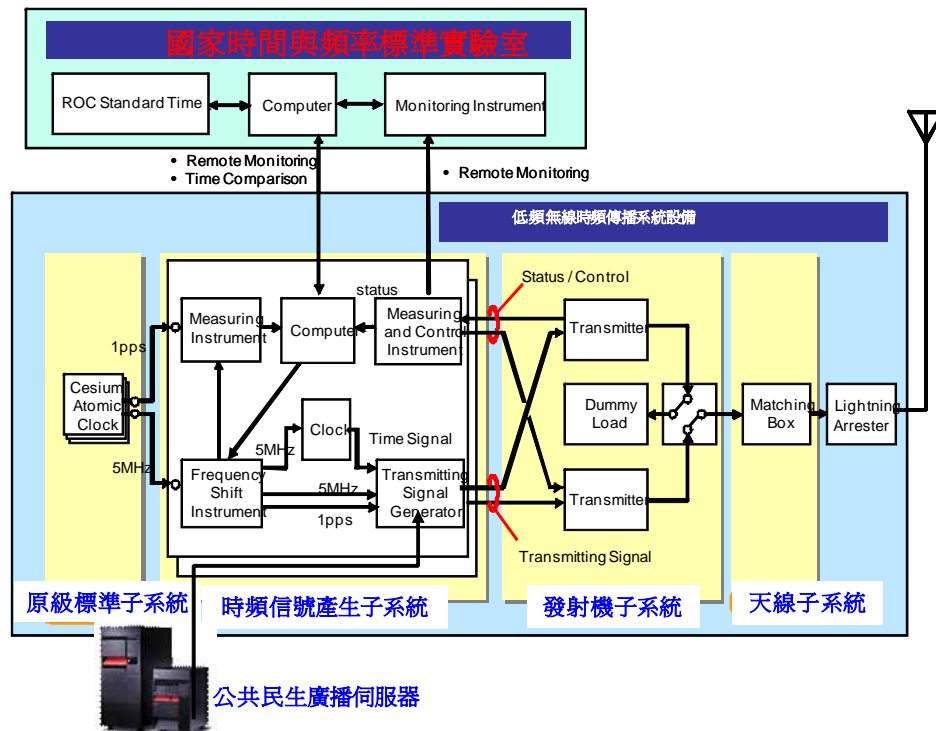 國家時間與頻率標準實驗室
ROC Standard Time
Computer
Monitoring Instrument
• Remote Monitoring
• Time Comparison
• Remote Monitoring
低頻無線時頻傳播系統設備
Status / Control
status
Measuring
Instrument
Computer
Measuring
and Control
Instrument
Transmitter
1pps
Cesium
Atomic
Clock
Dummy
Load
Matching
Box
Lightning
Arrester
Clock
Time Signal
5MHz
5MHz
Frequency
Shift
Instrument
5MHz
1pps
Transmitting
Signal
Generator
Transmitter
Transmitting Signal
原級標準子系統
時頻信號產生子系統
發射機子系統
天線子系統
公共民生廣播伺服器